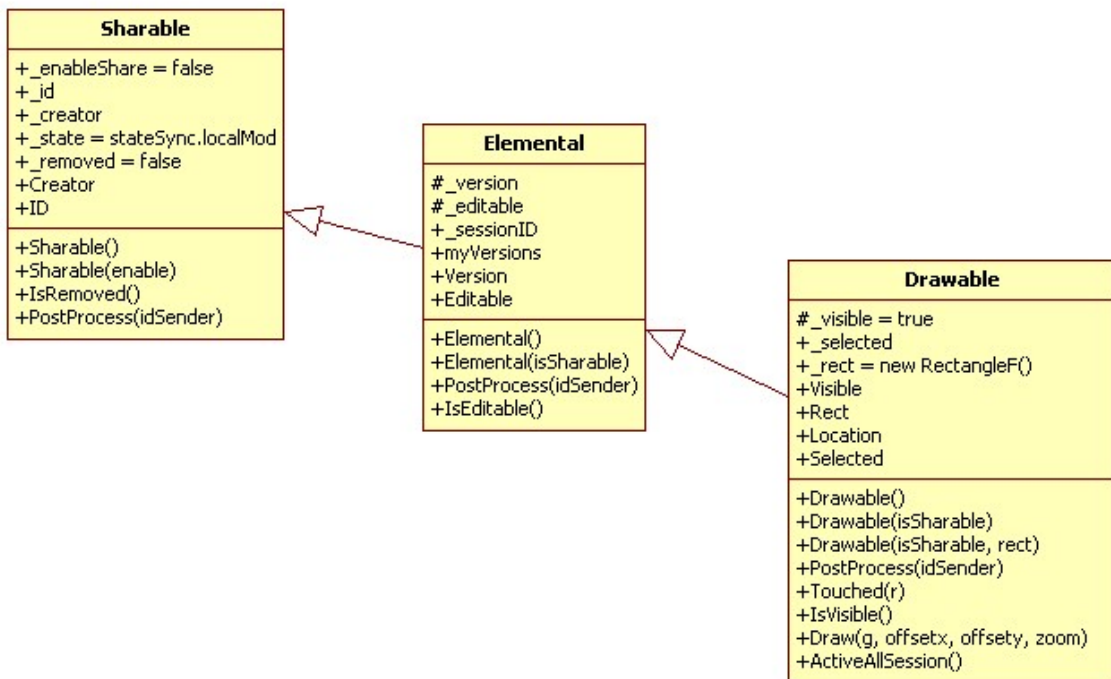 Sharable
+_enableShare = false
+_id
+_creator
+_state = stateSync.localMod
+_removed = false
+Creator
+ID
+Sharable()
+Sharable(enable)
+IsRemoved()
+PostProcess(idSender)
Elemental
#_version
#_editable
+_sessionID
+myVersions
+Version
+Editable
+Elemental()
+Elemental(isSharable)
+PostProcess(idSender)
+IsEditable()
Drawable
#_visible = true
+_selected
+_rect = new RectangleF()
+Visible
+Rect
+Location
+Selected
+Drawable()
+Drawable(isSharable)
+Drawable(isSharable, rect)
+PostProcess(idSender)
+Touched(r)
+IsVisible()
+Draw(g, offsetx, offsety, zoom)
+ActiveAllSession()